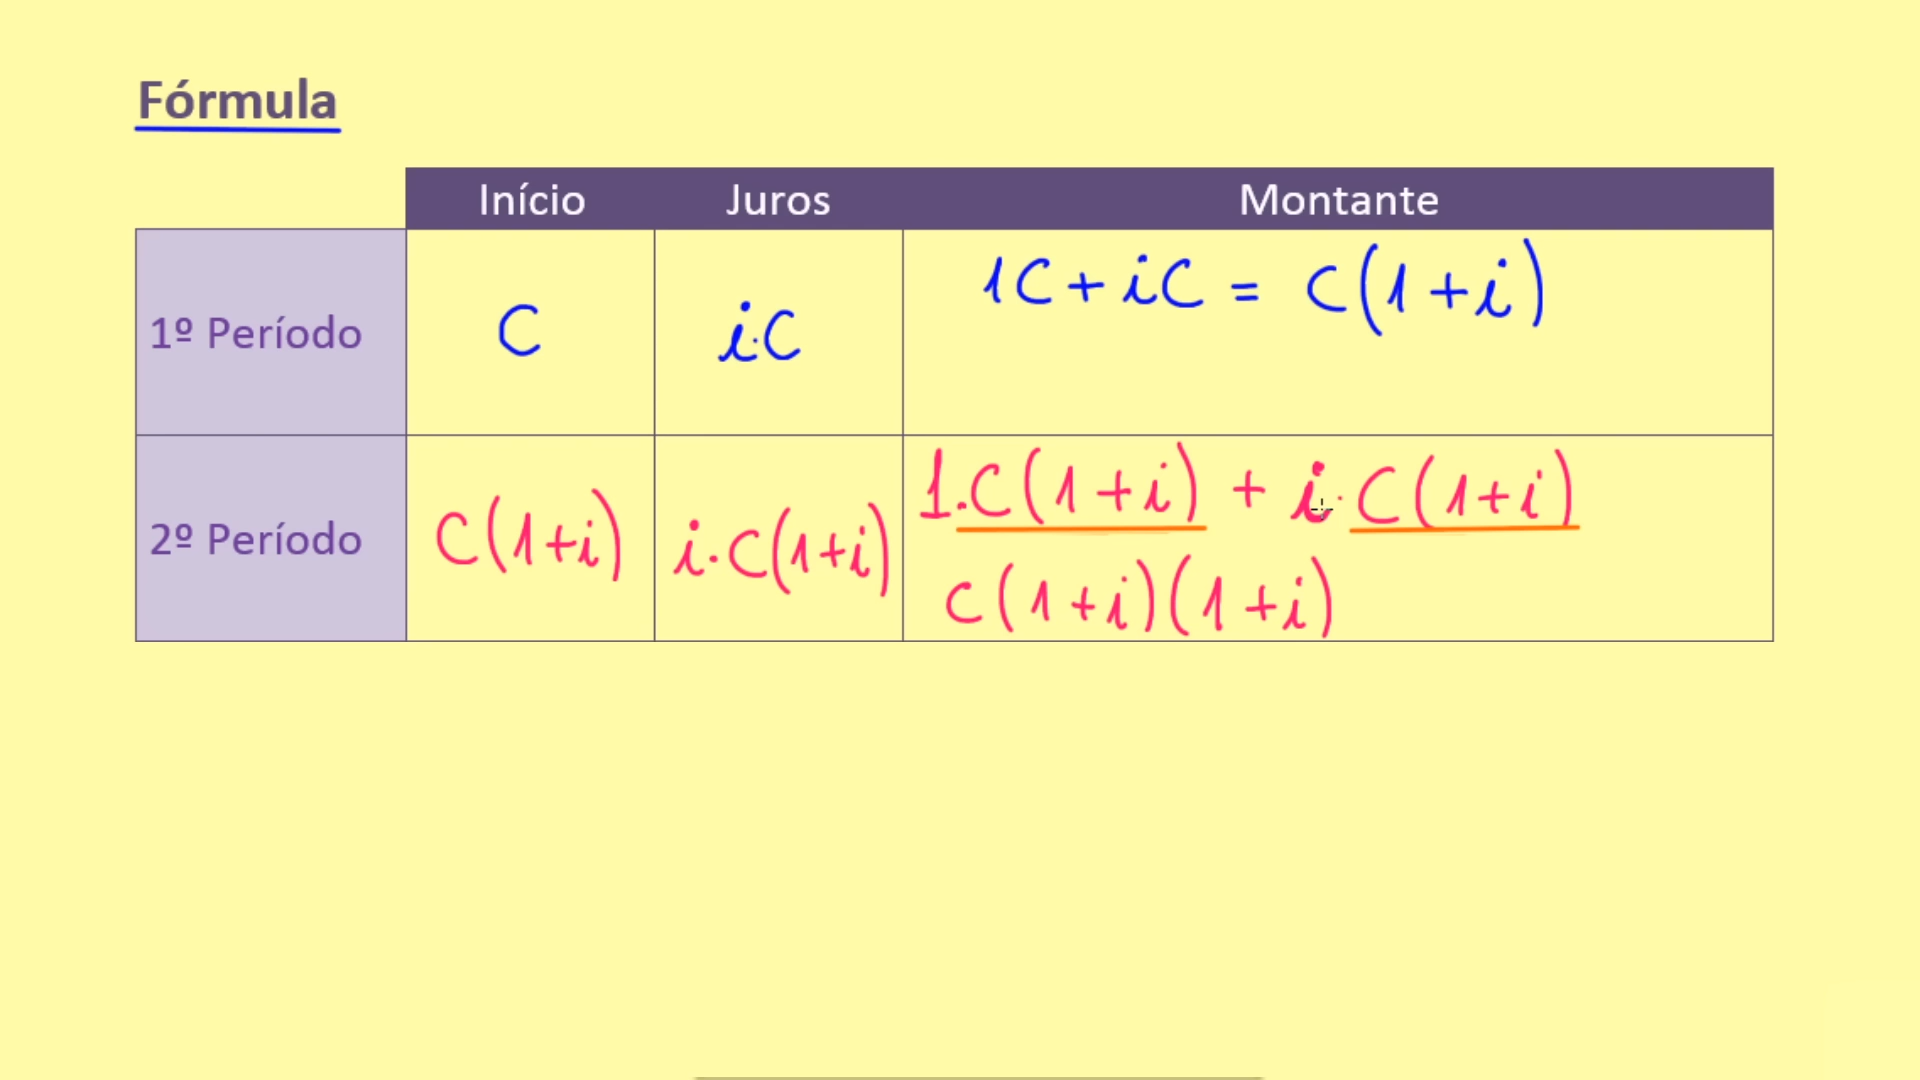 Fórmula
Início Juros Montante
1º Período C i.C 1C + iC = C(1+i)
2º Período C(1+i) i.C(1+i) 1.C(1+i) + i.C(1+i)
C(1+i)(1+i)